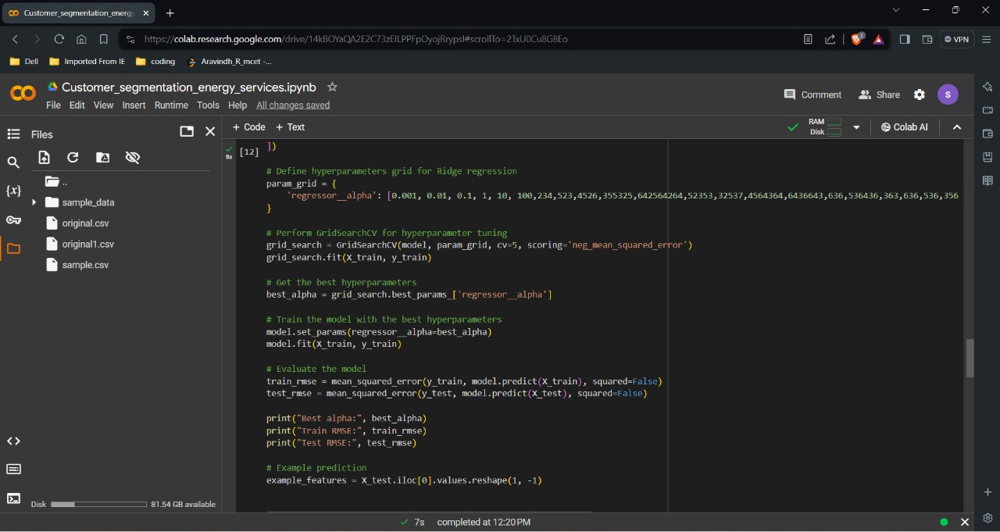 Customer_segmentation_energy
https://colab.research.google.com/drive/14kBOYaQA2E2C73zEILPPFpOyojRrypsI#scrollTo=2TxU0Cu8G8Eo
2
VPN
Dell
Imported From IE
coding
Aravindh_R_mcet -...
Customer_segmentation_energy_services.ipynb
Comment
Share
S
File Edit View Insert Runtime Tools Help All changes saved
Files
+ Code + Text
RAM
Disk
Colab AI
{x}
..
sample_data
original.csv
original1.csv
sample.csv
Disk
81.54 GB available
8s
[12]
])
# Define hyperparameters grid for Ridge regression
param_grid = {
'regressor__alpha': [0.001, 0.01, 0.1, 1, 10, 100,234,523,4526,355325,642564264,52353,32537,4564364,6436643,636,536436,363,636,536,356
}
# Perform GridSearchCV for hyperparameter tuning
grid_search = GridSearchCV(model, param_grid, cv=5, scoring='neg_mean_squared_error')
grid_search.fit(X_train, y_train)
# Get the best hyperparameters
best_alpha = grid_search.best_params_['regressor__alpha']
# Train the model with the best hyperparameters
model.set_params(regressor__alpha=best_alpha)
model.fit(X_train, y_train)
# Evaluate the model
train_rmse = mean_squared_error(y_train, model.predict(X_train), squared=False)
test_rmse = mean_squared_error(y_test, model.predict(X_test), squared=False)
print("Best alpha:", best_alpha)
print("Train RMSE:", train_rmse)
print("Test RMSE:", test_rmse)
# Example prediction
example_features = X_test.iloc[0].values.reshape(1, -1)
7s completed at 12:20 PM